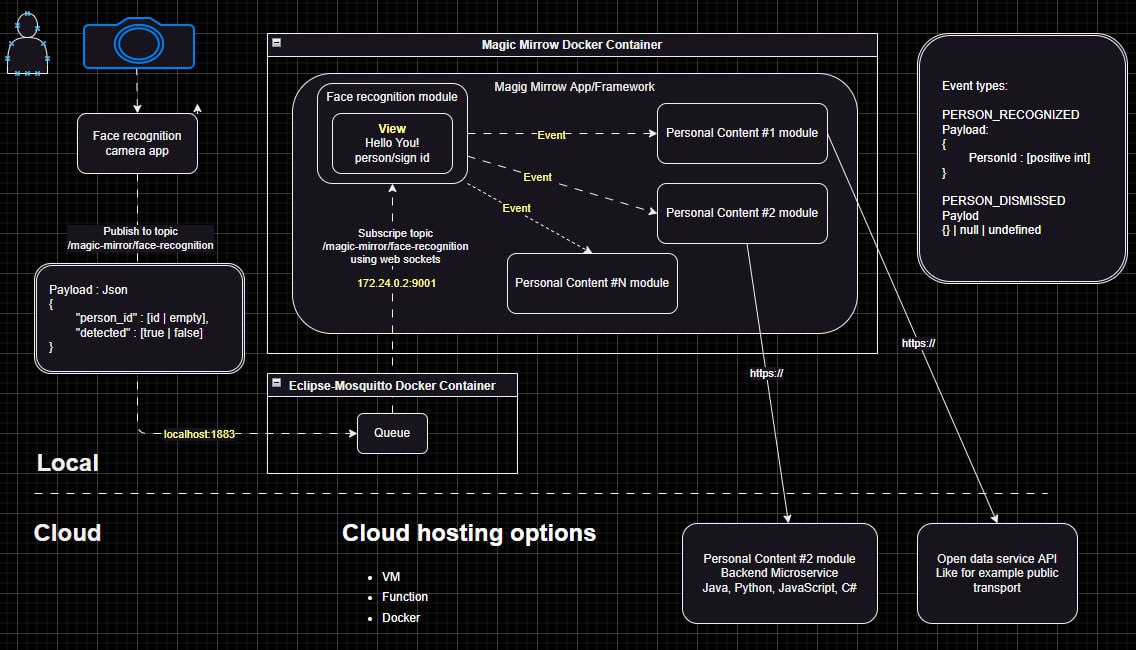 Magic Mirrow Docker Container
Magig Mirrow App/Framework
Face recognition module
View
Hello You!
person/sign id
Face recognition
camera app
Publish to topic
/magic-mirror/face-recognition
Payload : Json
{
"person_id" : [id | empty],
"detected" : [true | false]
}
localhost:1883
Subscripe topic
/magic-mirror/face-recognition
using web sockets
172.24.0.2:9001
Event
Event
Event
Personal Content #1 module
Personal Content #2 module
Personal Content #N module
Eclipse-Mosquitto Docker Container
Queue
https://
https://
Event types:
PERSON_RECOGNIZED
Payload:
{
PersonId : [positive int]
}
PERSON_DISMISSED
Paylod
{} | null | undefined
Local
Cloud
Cloud hosting options
• VM
• Function
• Docker
Personal Content #2 module
Backend Microservice
Java, Python, JavaScript, C#
Open data service API
Like for example public
transport